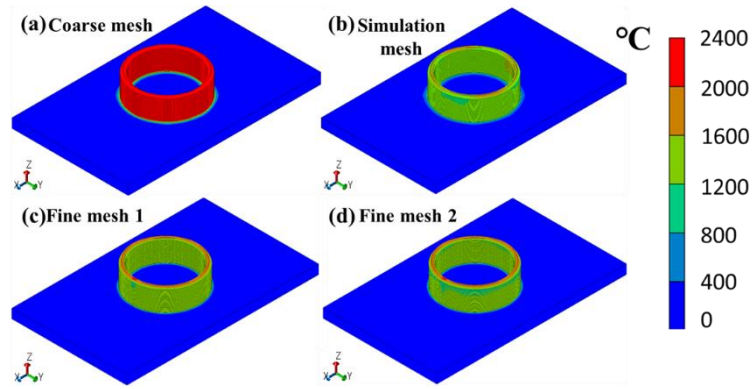 (a) Coarse mesh
(b) Simulation
mesh
°C
2400
2000
1600
1200
800
400
0
Z
X Y
Z
X Y
(c) Fine mesh 1
(d) Fine mesh 2
Z
X Y
Z
X Y